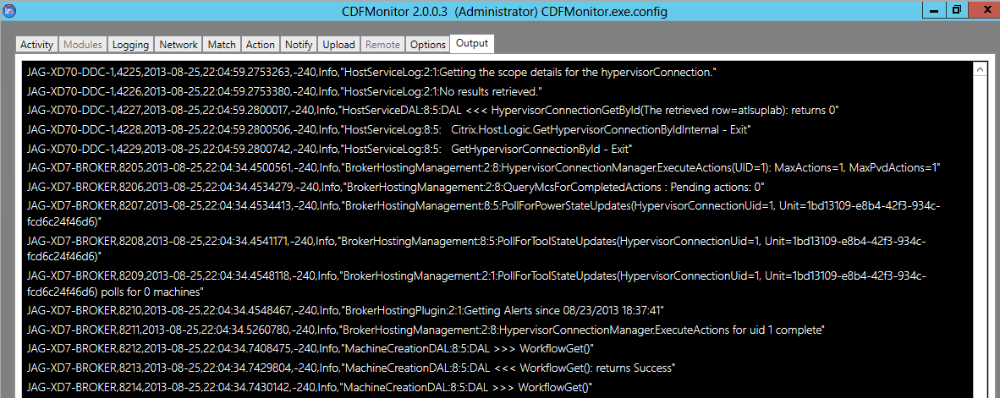 CDFMonitor 2.0.0.3 (Administrator) CDFMonitor.exe.config
Activity Modules Logging Network Match Action Notify Upload Remote Options Output
JAG-XD70-DDC-1,4225,2013-08-25,22:04:59.2753263,-240,Info,"HostServiceLog:2:1:Getting the scope details for the hypervisorConnection."
JAG-XD70-DDC-1,4226,2013-08-25,22:04:59.2753380,-240,Info,"HostServiceLog:2:1:No results retrieved."
JAG-XD70-DDC-1,4227,2013-08-25,22:04:59.2800017,-240,Info,"HostServiceDAL:8:5:DAL <<< HypervisorConnectionGetById(The retrieved row=atlsuplab): returns 0"
JAG-XD70-DDC-1,4228,2013-08-25,22:04:59.2800506,-240,Info,"HostServiceLog:8:5:   Citrix.Host.Logic.GetHypervisorConnectionByIdInternal - Exit"
JAG-XD70-DDC-1,4229,2013-08-25,22:04:59.2800742,-240,Info,"HostServiceLog:8:5:   GetHypervisorConnectionById - Exit"
JAG-XD7-BROKER,8205,2013-08-25,22:04:34.4500561,-240,Info,"BrokerHostingManagement:2:8:HypervisorConnectionManager.ExecuteActions(UID=1): MaxActions=1, MaxPvdActions=1"
JAG-XD7-BROKER,8206,2013-08-25,22:04:34.4534279,-240,Info,"BrokerHostingManagement:2:8:QueryMcsForCompletedActions : Pending actions: 0"
JAG-XD7-BROKER,8207,2013-08-25,22:04:34.4534413,-240,Info,"BrokerHostingManagement:8:5:PollForPowerStateUpdates(HypervisorConnectionUid=1, Unit=1bd13109-e8b4-42f3-934c-
fcd6c24f46d6)"
JAG-XD7-BROKER,8208,2013-08-25,22:04:34.4541171,-240,Info,"BrokerHostingManagement:8:5:PollForToolStateUpdates(HypervisorConnectionUid=1, Unit=1bd13109-e8b4-42f3-934c-
fcd6c24f46d6)"
JAG-XD7-BROKER,8209,2013-08-25,22:04:34.4548118,-240,Info,"BrokerHostingManagement:2:1:PollForToolStateUpdates(HypervisorConnectionUid=1, Unit=1bd13109-e8b4-42f3-934c-
fcd6c24f46d6) polls for 0 machines"
JAG-XD7-BROKER,8210,2013-08-25,22:04:34.4548467,-240,Info,"BrokerHostingPlugin:2:1:Getting Alerts since 08/23/2013 18:37:41"
JAG-XD7-BROKER,8211,2013-08-25,22:04:34.5260780,-240,Info,"BrokerHostingManagement:2:8:HypervisorConnectionManager.ExecuteActions for uid 1 complete"
JAG-XD7-BROKER,8212,2013-08-25,22:04:34.7408475,-240,Info,"MachineCreationDAL:8:5:DAL >>> WorkflowGet()"
JAG-XD7-BROKER,8213,2013-08-25,22:04:34.7429804,-240,Info,"MachineCreationDAL:8:5:DAL <<< WorkflowGet(): returns Success"
JAG-XD7-BROKER,8214,2013-08-25,22:04:34.7430142,-240,Info,"MachineCreationDAL:8:5:DAL >>> WorkflowGet()"